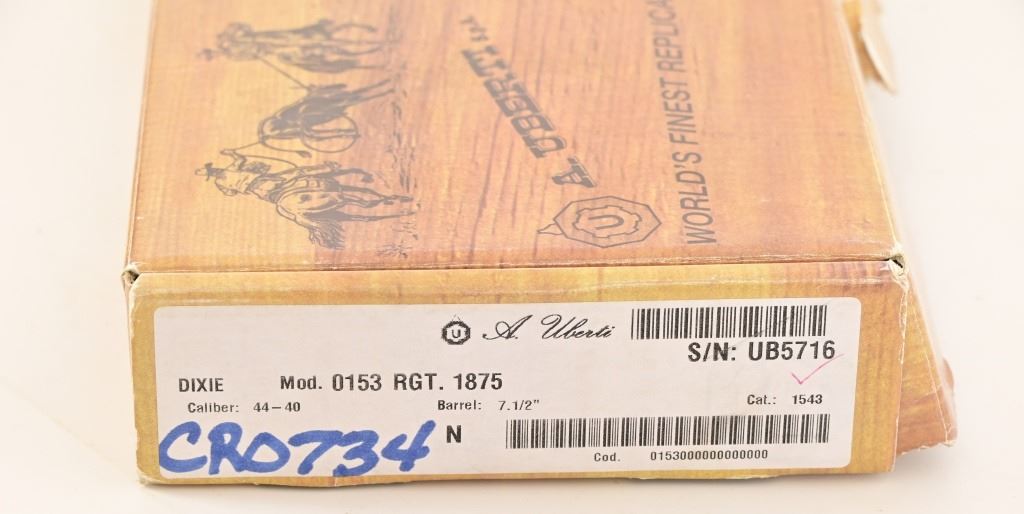 A. UBERTI s.r.l.
WORLD'S FINEST REPLICA
U
U A. Uberti
S/N: UB5716
DIXIE Mod. 0153 RGT. 1875
Caliber: 44-40 Barrel: 7.1/2" Cat.: 1543
CR0734 N
Cod. 0153000000000000